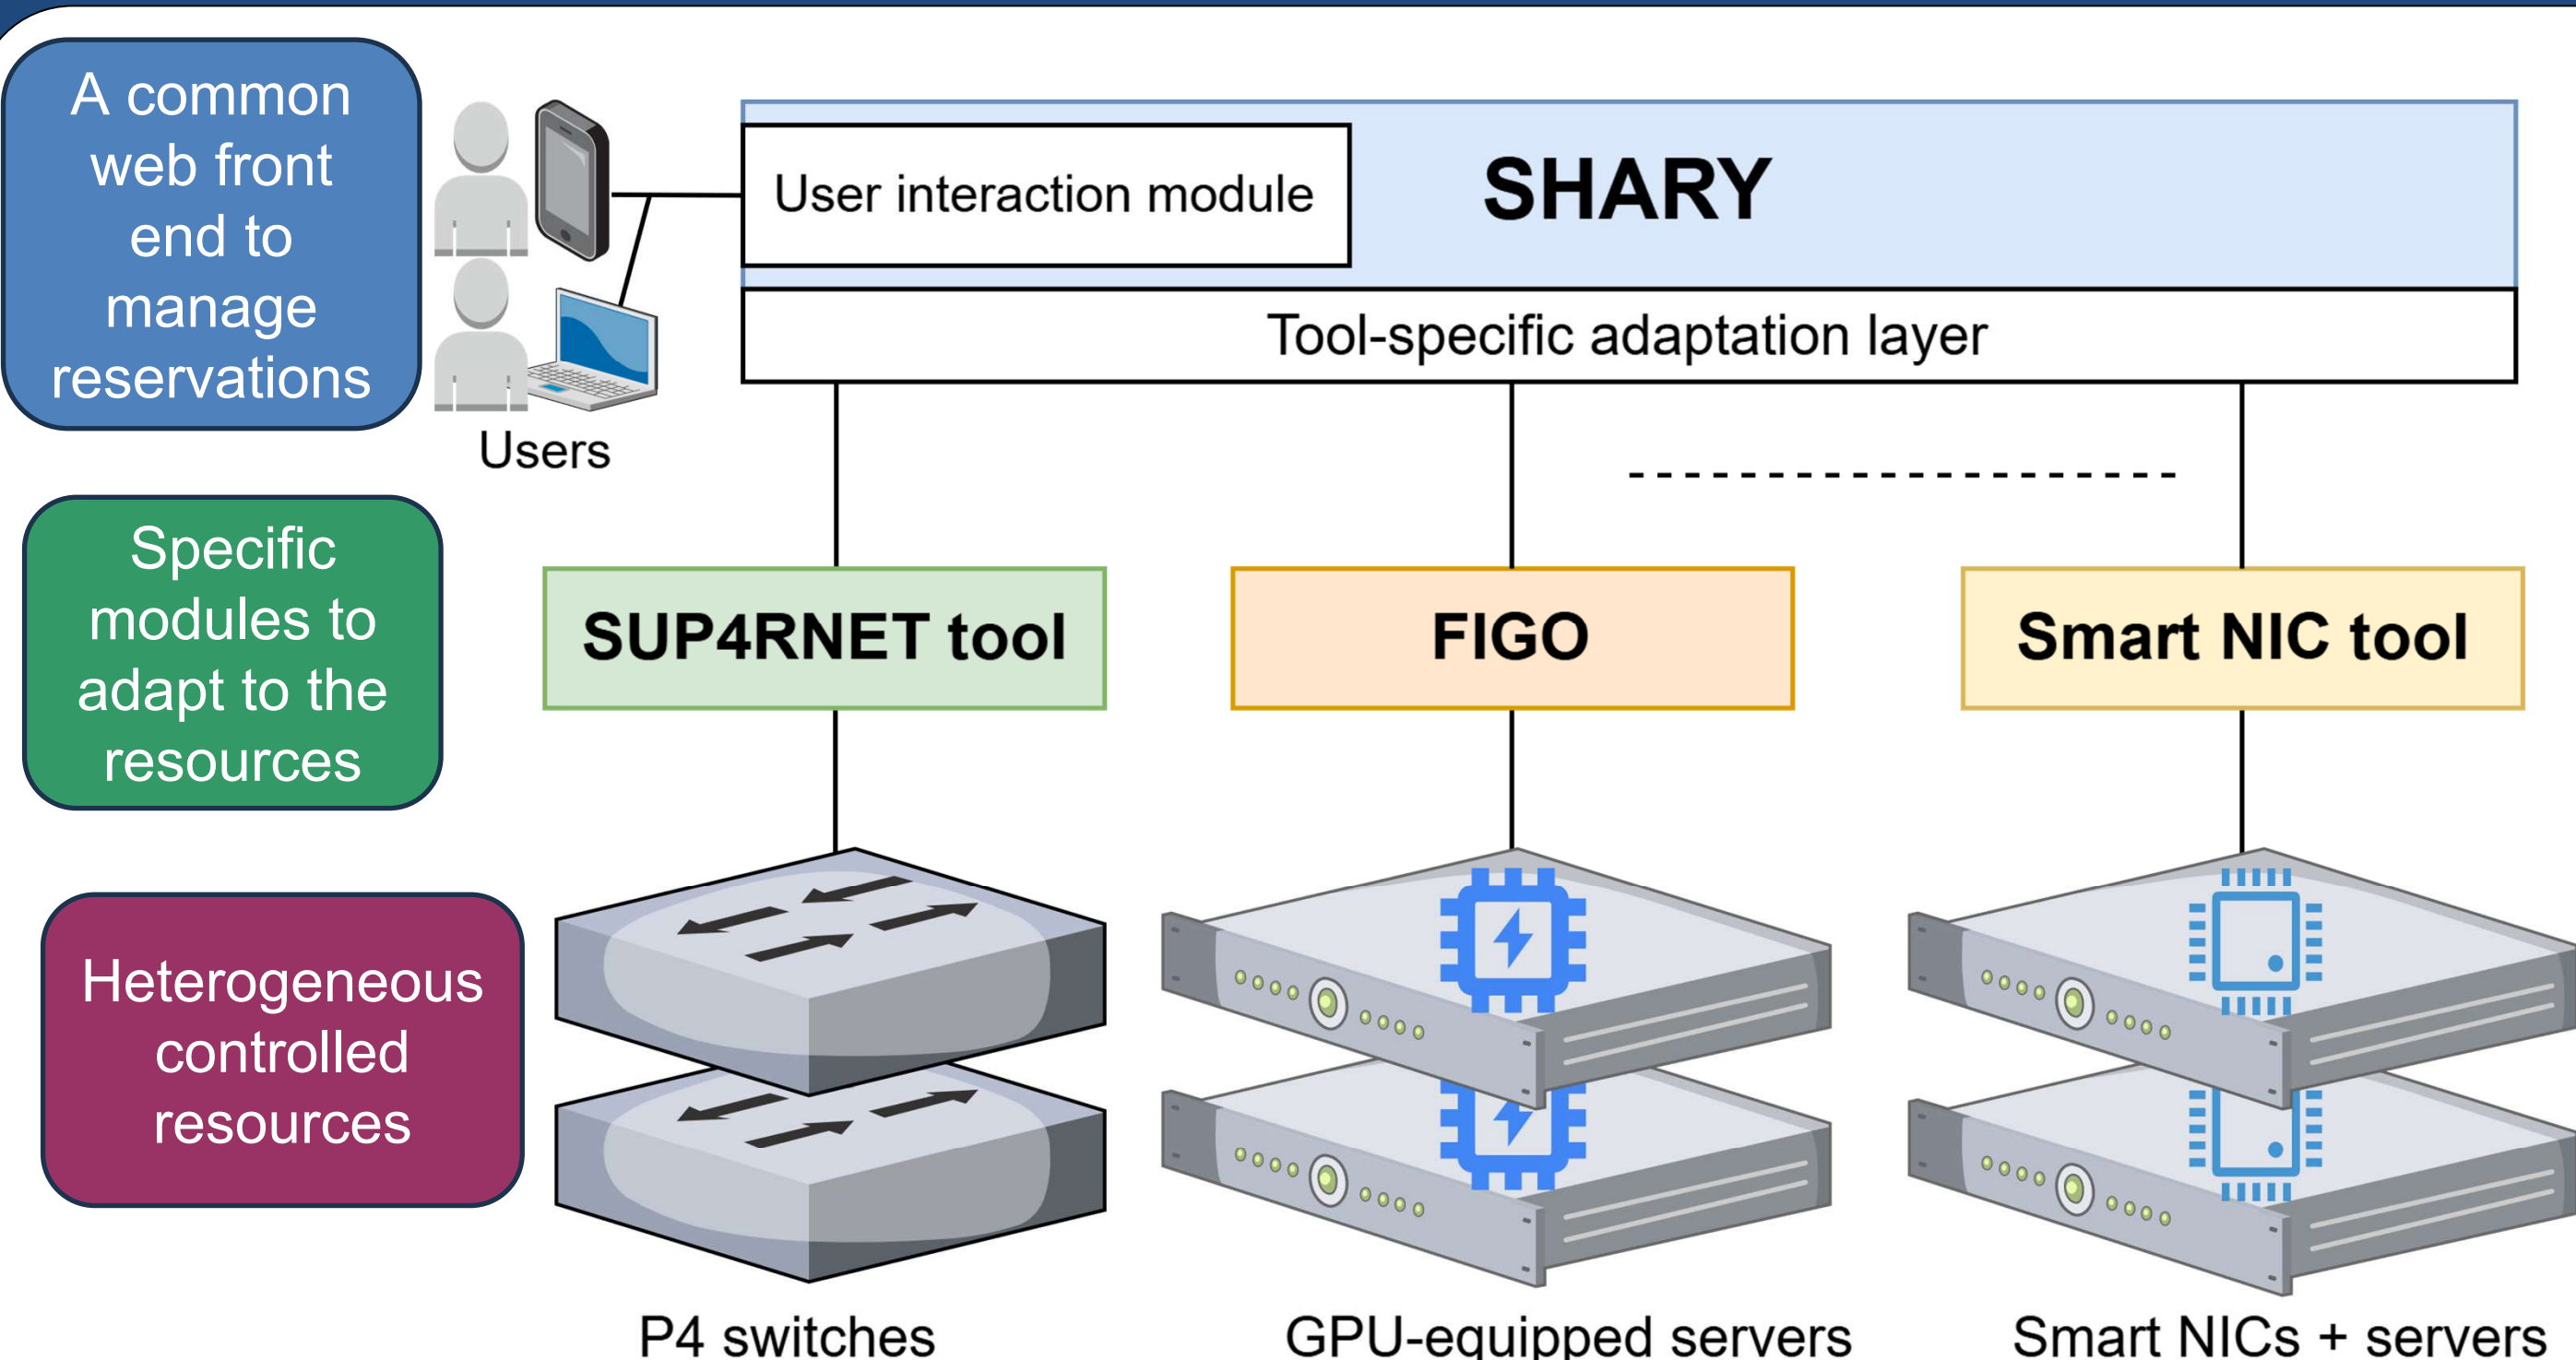 A common
web front
end to
manage
reservations
User interaction module
SHARY
Tool-specific adaptation layer
Users
Specific
modules to
adapt to the
resources
SUP4RNET tool
FIGO
Smart NIC tool
Heterogeneous
controlled
resources
P4 switches
GPU-equipped servers
Smart NICs + servers